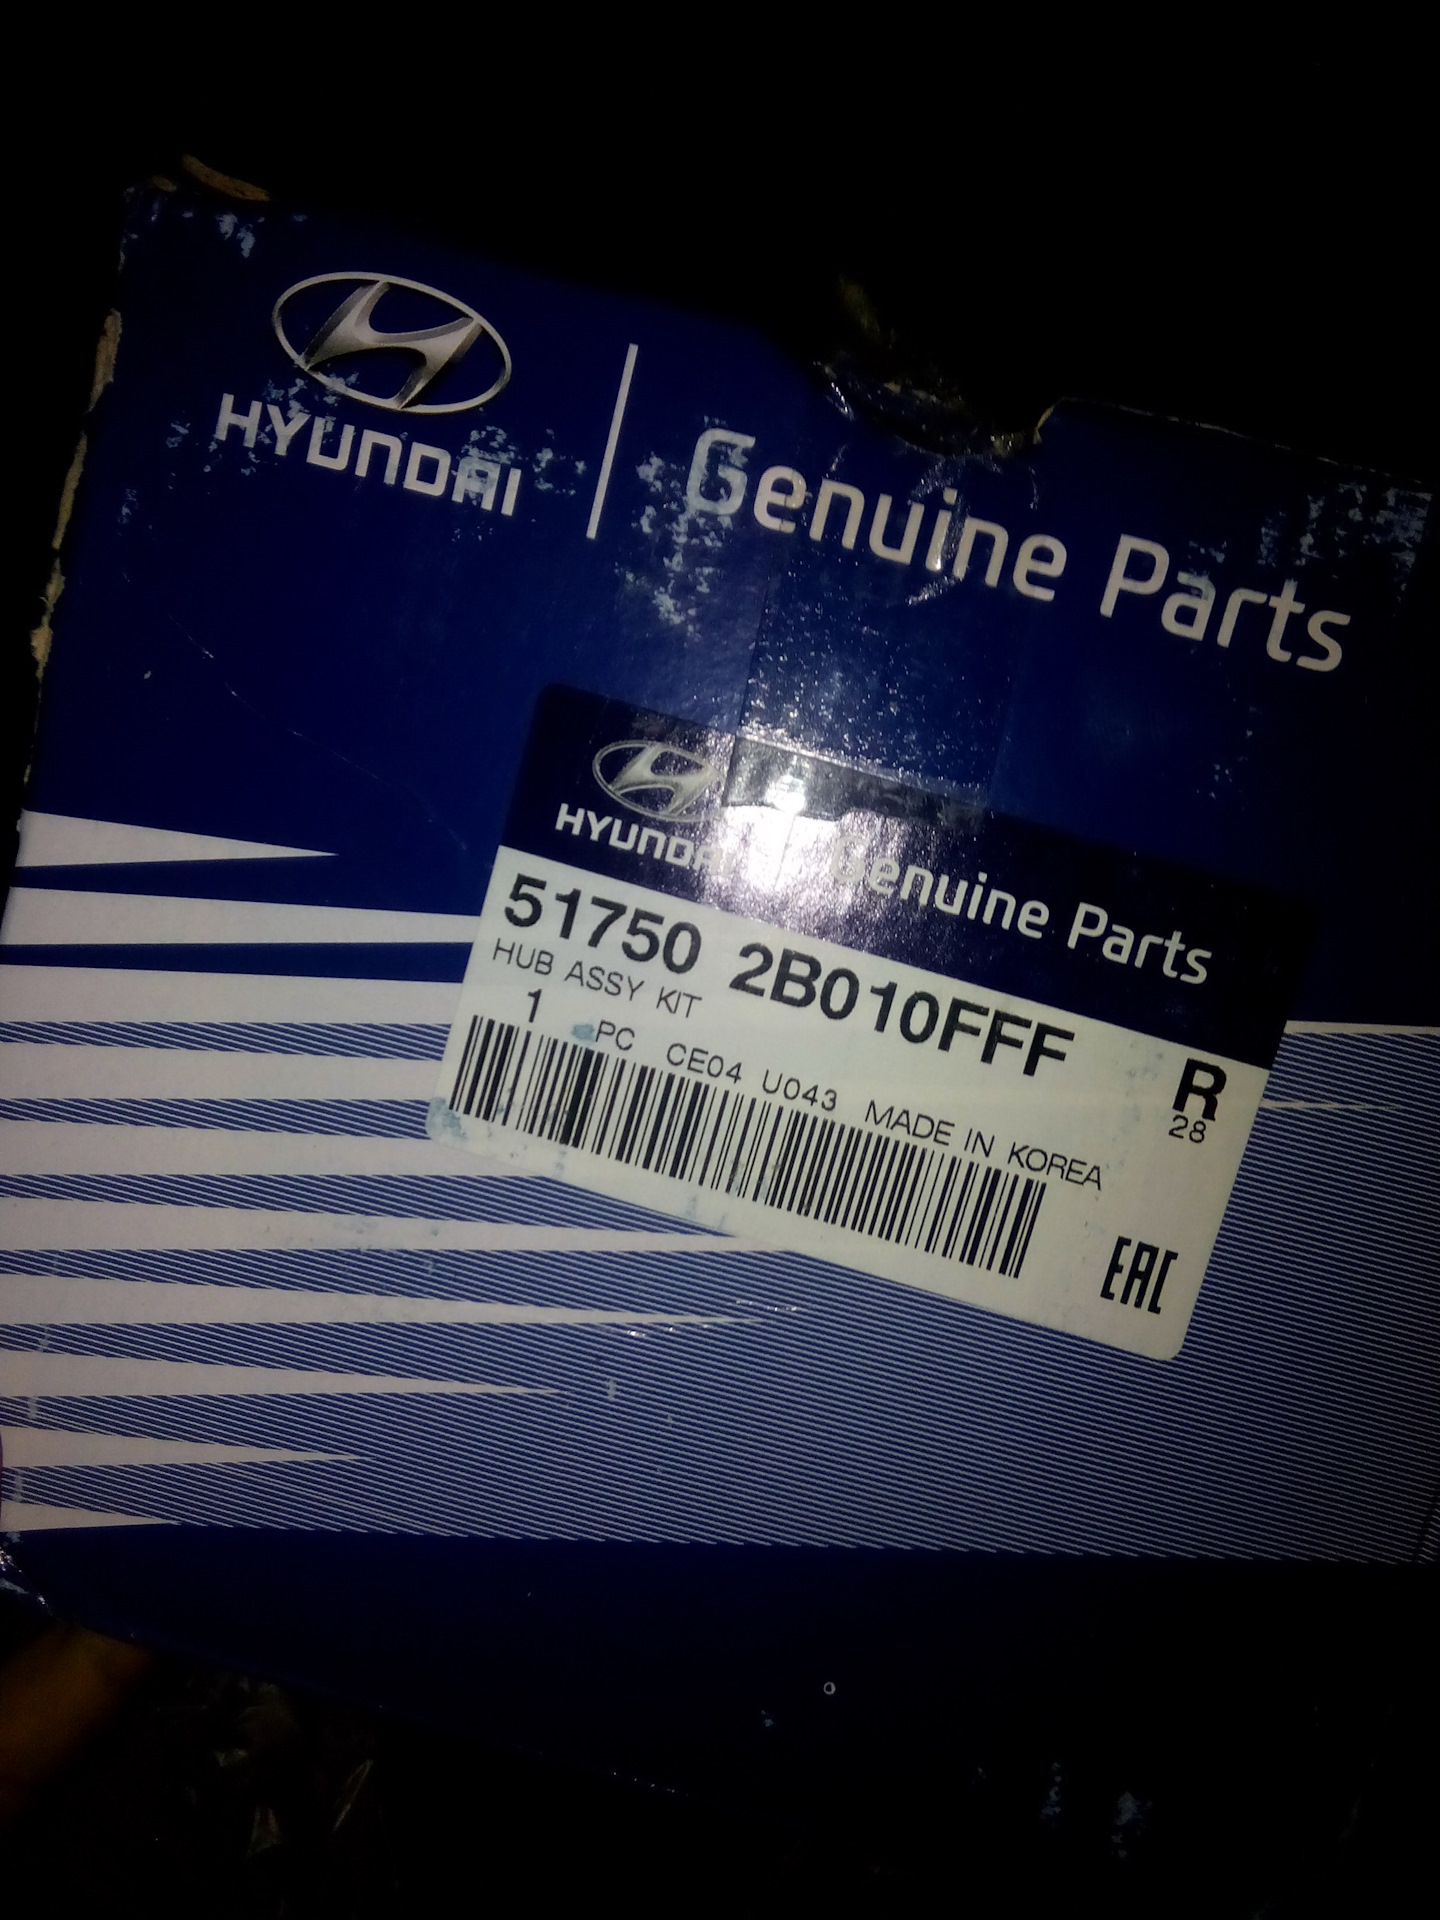 HYUNDAI
Genuine Parts
HYUNDAI
Genuine Parts
51750 2B010FFF
HUB ASSY KIT
R
28
1 PC CE04 U043 MADE IN KOREA
EAC